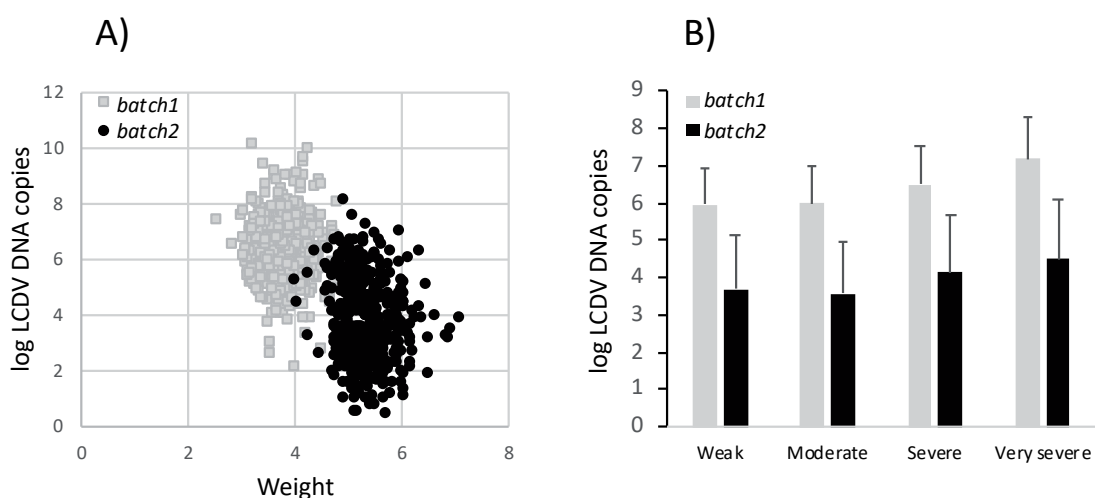 A)
log LCDV DNA copies
12
10
8
6
4
2
0
batch1
batch2
0 2 4 6 8
Weight
B)
log LCDV DNA copies
9
8
7
6
5
4
3
2
1
0
batch1
batch2
Weak Moderate Severe Very severe